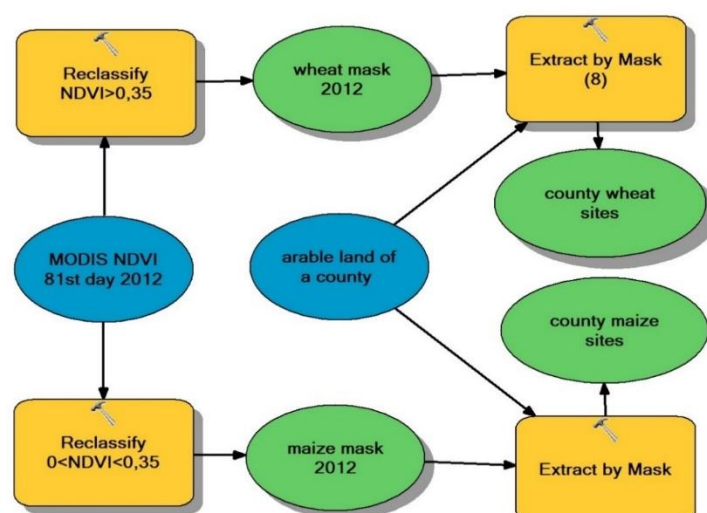 Reclassify
NDVI>0,35
wheat mask
2012
Extract by Mask
(8)
county wheat
sites
MODIS NDVI
81st day 2012
arable land of
a county
county maize
sites
Reclassify
0<NDVI<0,35
maize mask
2012
Extract by Mask